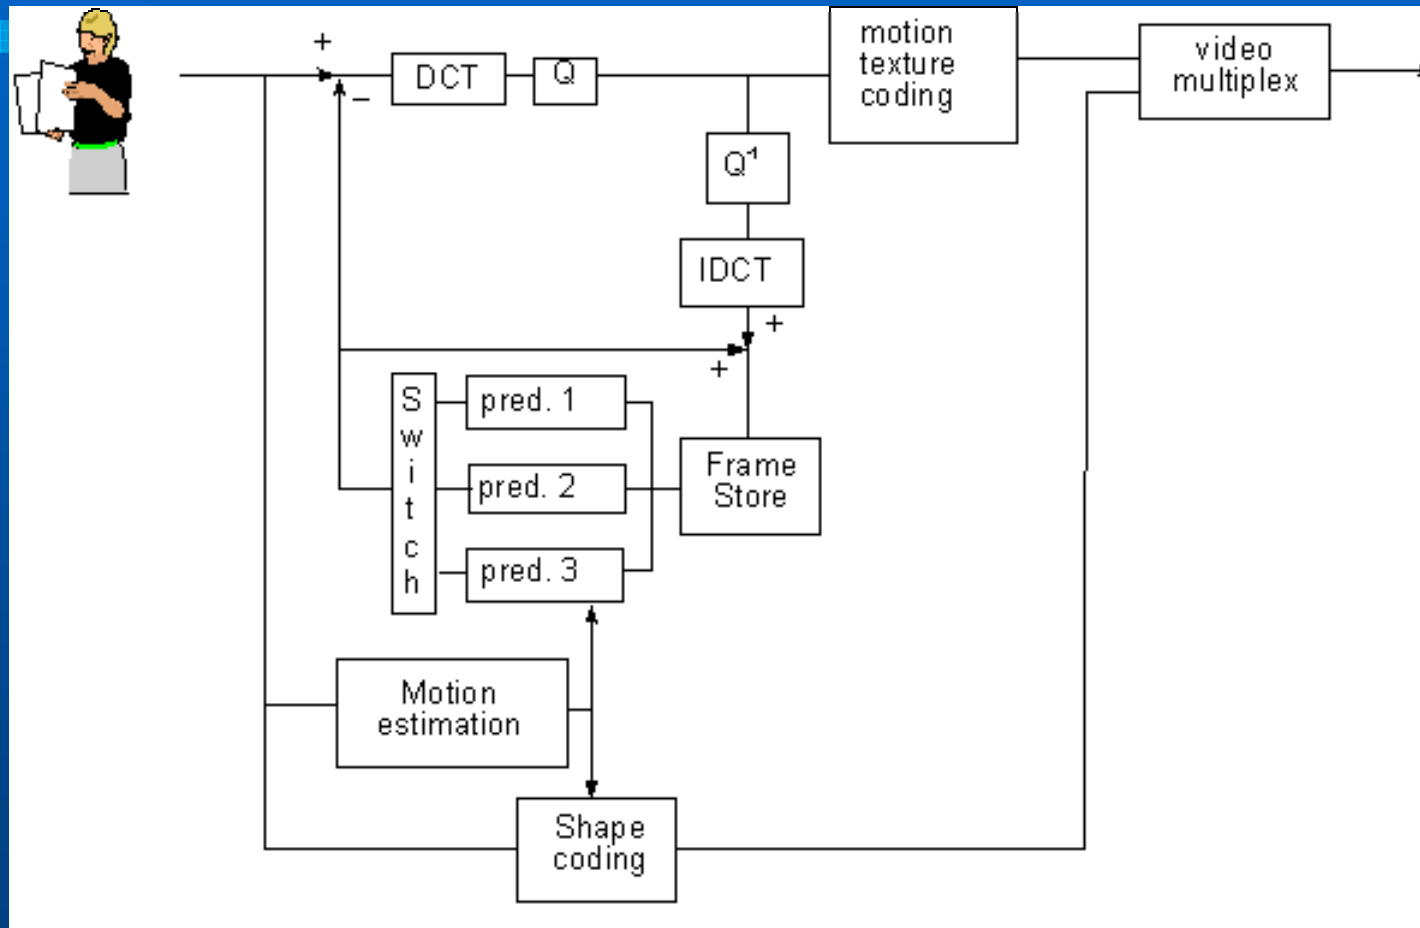 +
−
DCT
Q
motion
texture
coding
video
multiplex
Q⁻¹
IDCT
+
+
Switch
pred. 1
pred. 2
pred. 3
Frame
Store
Motion
estimation
Shape
coding